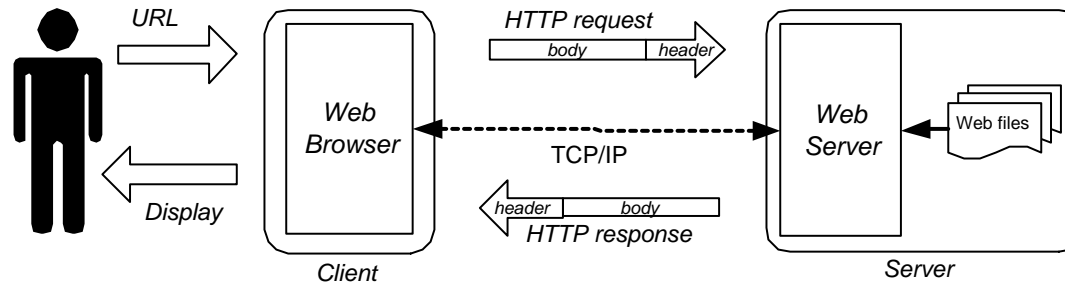 URL
HTTP request
body header
Web
Browser
Web
Server
Web files
TCP/IP
Display
header body
HTTP response
Client
Server